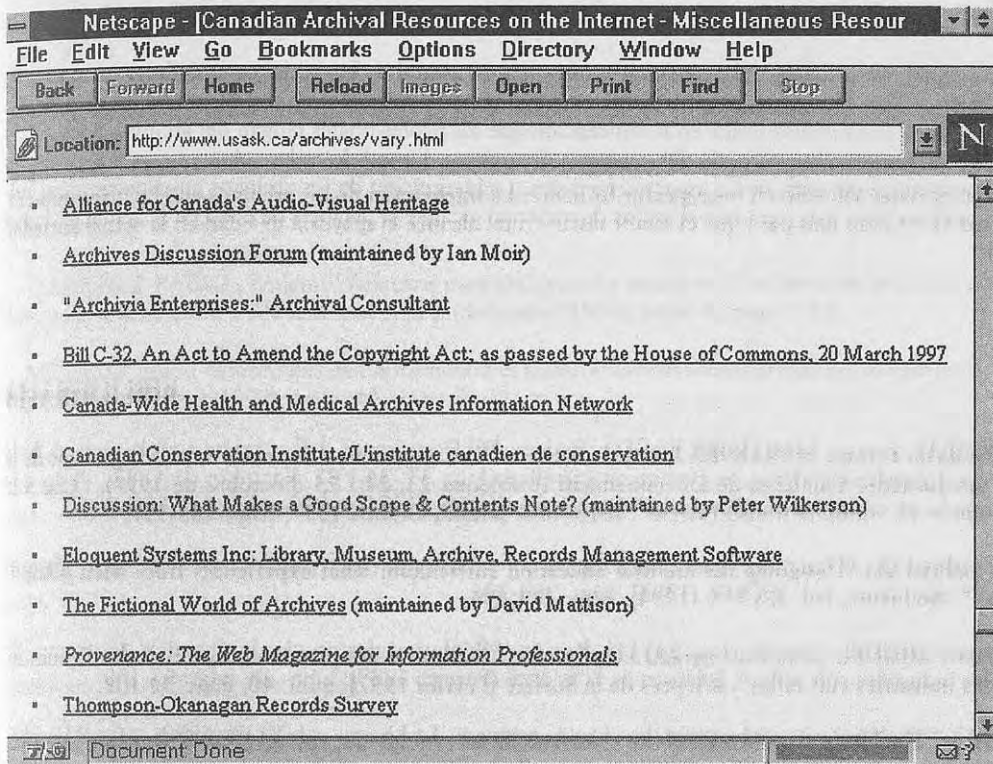 Netscape - [Canadian Archival Resources on the Internet - Miscellaneous Resour
File Edit View Go Bookmarks Options Directory Window Help
Back Forward Home Reload Images Open Print Find Stop
Location: http://www.usask.ca/archives/vary.html N
Alliance for Canada's Audio-Visual Heritage
Archives Discussion Forum (maintained by Ian Moir)
"Archivia Enterprises:" Archival Consultant
Bill C-32, An Act to Amend the Copyright Act; as passed by the House of Commons, 20 March 1997
Canada-Wide Health and Medical Archives Information Network
Canadian Conservation Institute/L'institute canadien de conservation
Discussion: What Makes a Good Scope & Contents Note? (maintained by Peter Wilkerson)
Eloquent Systems Inc: Library, Museum, Archive, Records Management Software
The Fictional World of Archives (maintained by David Mattison)
Provenance: The Web Magazine for Information Professionals
Thompson-Okanagan Records Survey
Document: Done